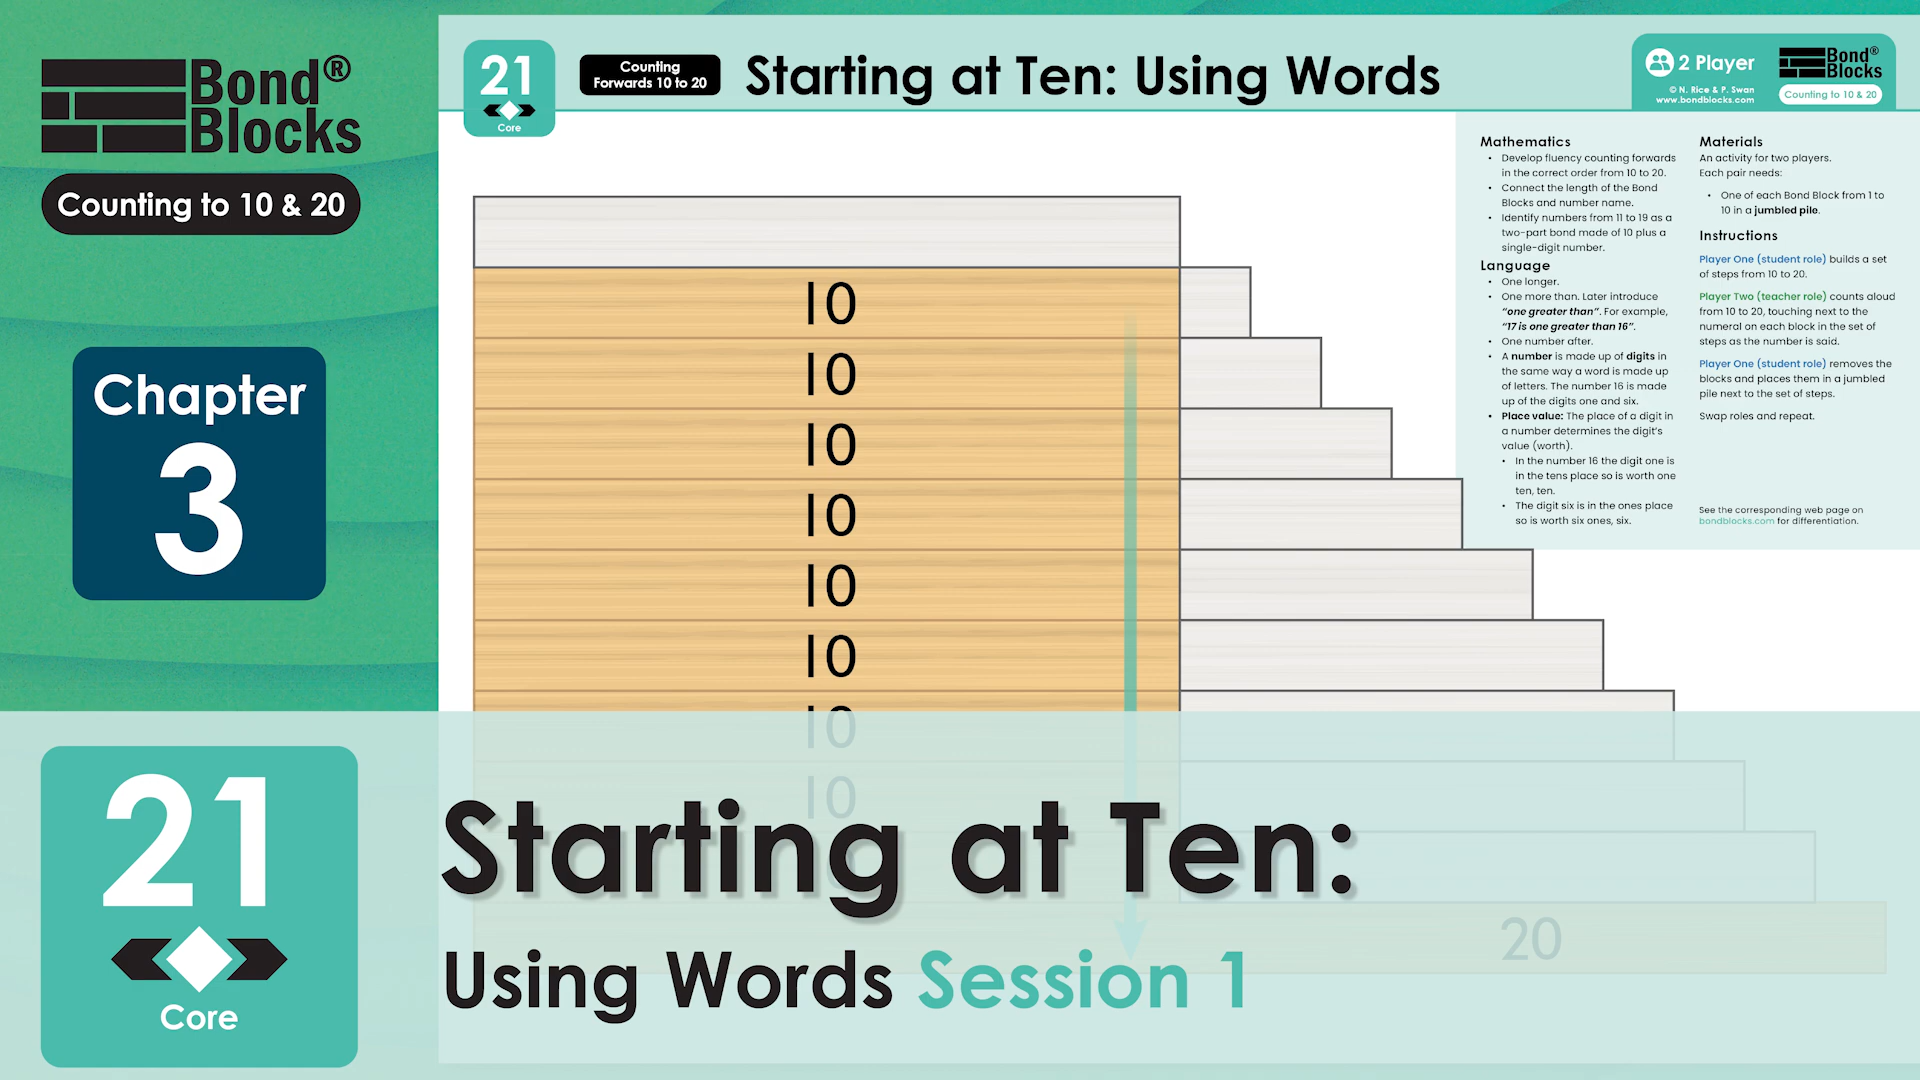 Bond®
Blocks
Counting to 10 & 20
Chapter
3
21
Core
Counting
Forwards 10 to 20
Starting at Ten: Using Words
2 Player
© N. Rice & P. Swan
www.bondblocks.com
Bond®
Blocks
Counting to 10 & 20
Mathematics
• Develop fluency counting forwards
in the correct order from 10 to 20.
• Connect the length of the Bond
Blocks and number name.
• Identify numbers from 11 to 19 as a
two-part bond made of 10 plus a
single-digit number.
Language
• One longer.
• One more than. Later introduce
"one greater than". For example,
"17 is one greater than 16".
• One number after.
• A number is made up of digits in
the same way a word is made up
of letters. The number 16 is made
up of the digits one and six.
• Place value: The place of a digit in
a number determines the digit's
value (worth).
• In the number 16 the digit one is
in the tens place so is worth one
ten, ten.
• The digit six is in the ones place
so is worth six ones, six.
Materials
An activity for two players.
Each pair needs:
• One of each Bond Block from 1 to
10 in a jumbled pile.
Instructions
Player One (student role) builds a set
of steps from 10 to 20.
Player Two (teacher role) counts aloud
from 10 to 20, touching next to the
numeral on each block in the set of
steps as the number is said.
Player One (student role) removes the
blocks and places them in a jumbled
pile next to the set of steps.
Swap roles and repeat.
See the corresponding web page on
bondblocks.com for differentiation.
10
10
10
10
10
10
10
10
20
21
Core
Starting at Ten:
Using Words Session 1